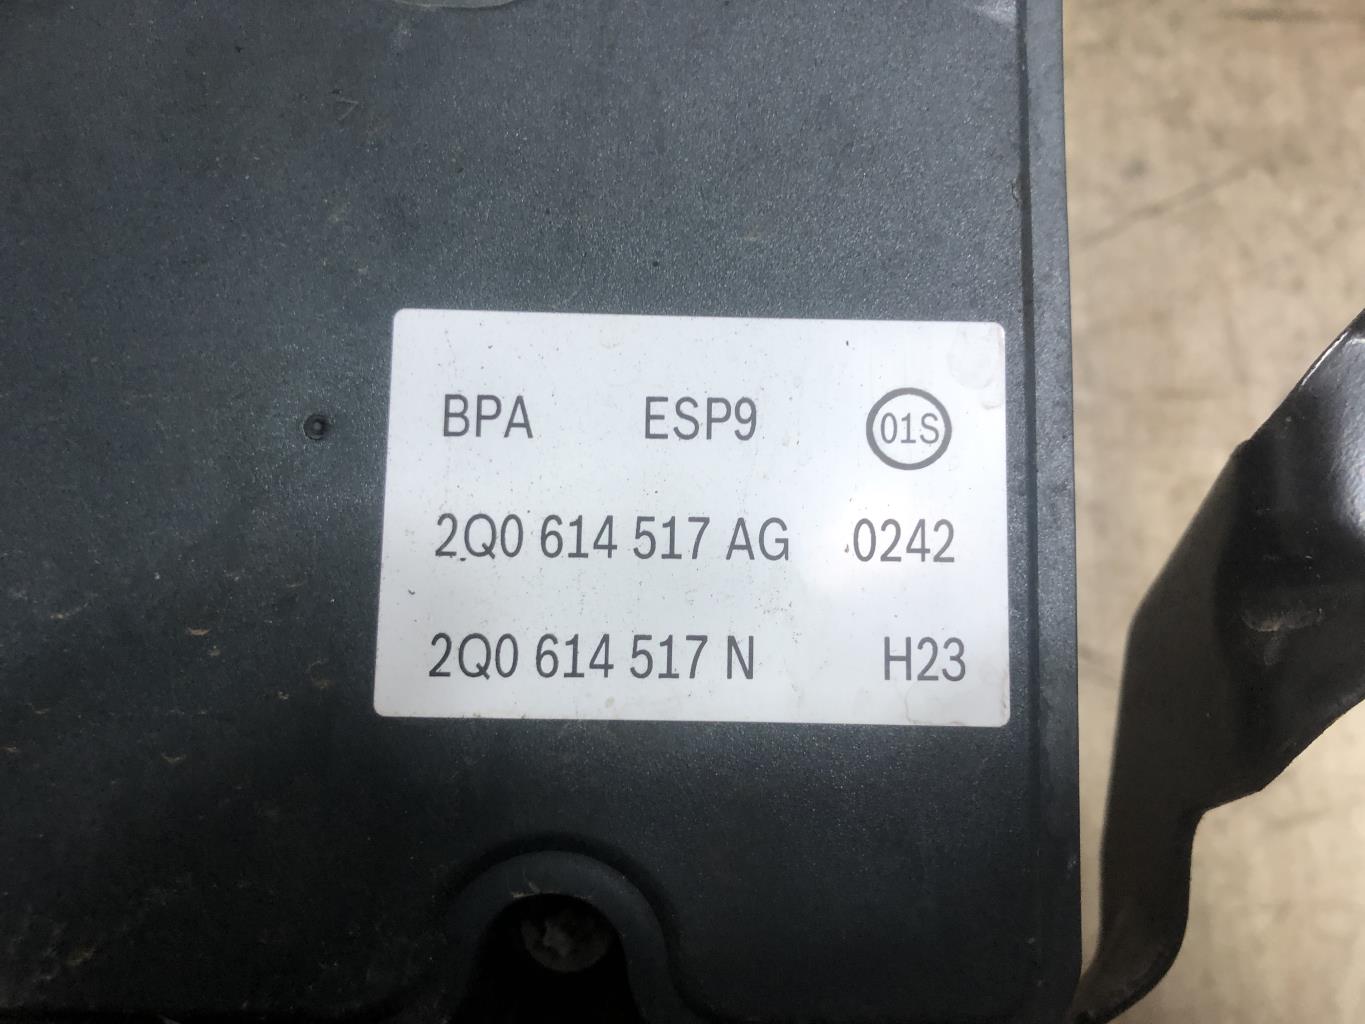 BPA ESP9 01S
2Q0 614 517 AG 0242
2Q0 614 517 N H23